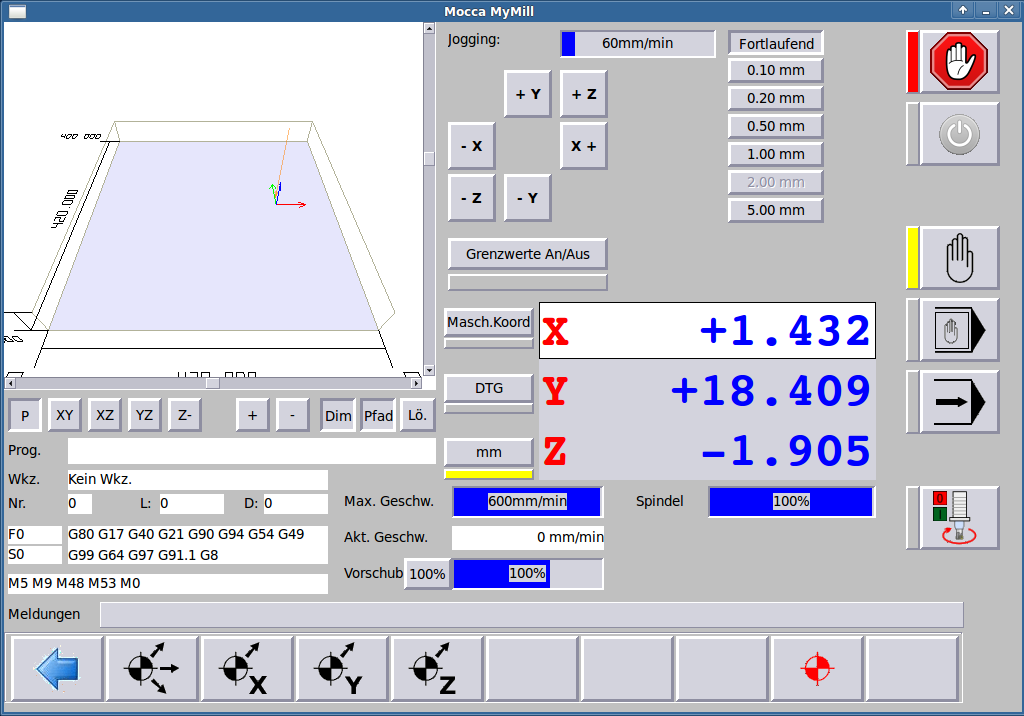 Mocca MyMill
Jogging:
60mm/min
Fortlaufend
0.10 mm
0.20 mm
0.50 mm
1.00 mm
2.00 mm
5.00 mm
+ Y
+ Z
- X
X +
- Z
- Y
400 000
420.000
Grenzwerte An/Aus
Masch.Koord
X
+1.432
DTG
Y
+18.409
mm
Z
-1.905
P
XY
XZ
YZ
Z-
+
-
Dim
Pfad
Lö.
Prog.
Wkz.
Kein Wkz.
Nr.
0
L:
0
D:
0
Max. Geschw.
600mm/min
Spindel
100%
0
I
F0
G80 G17 G40 G21 G90 G94 G54 G49
S0
G99 G64 G97 G91.1 G8
Akt. Geschw.
0 mm/min
Vorschub
100%
100%
M5 M9 M48 M53 M0
Meldungen
X
Y
Z